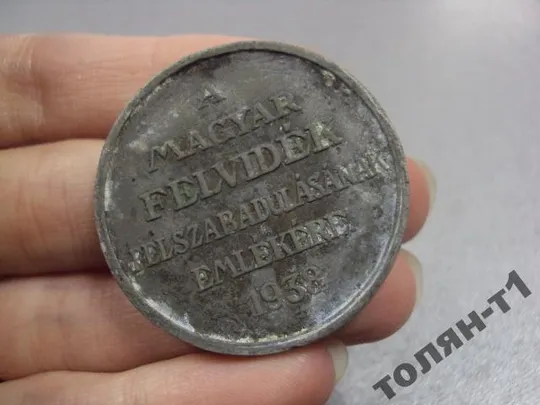 A
MAGYAR
FELVIDÉK
FELSZABADULÁSÁNAK
EMLÉKÉRE
1938
ТОЛЯН-Т1